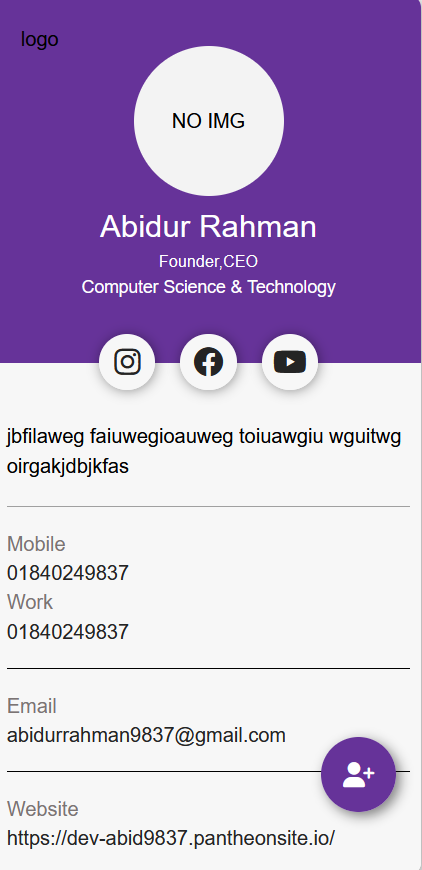 logo
NO IMG
Abidur Rahman
Founder,CEO
Computer Science & Technology
jbfilaweg faiuwegioauweg toiuawgiu wguitwg
oirgakjdbjkfas
Mobile
01840249837
Work
01840249837
Email
abidurrahman9837@gmail.com
Website
https://dev-abid9837.pantheonsite.io/